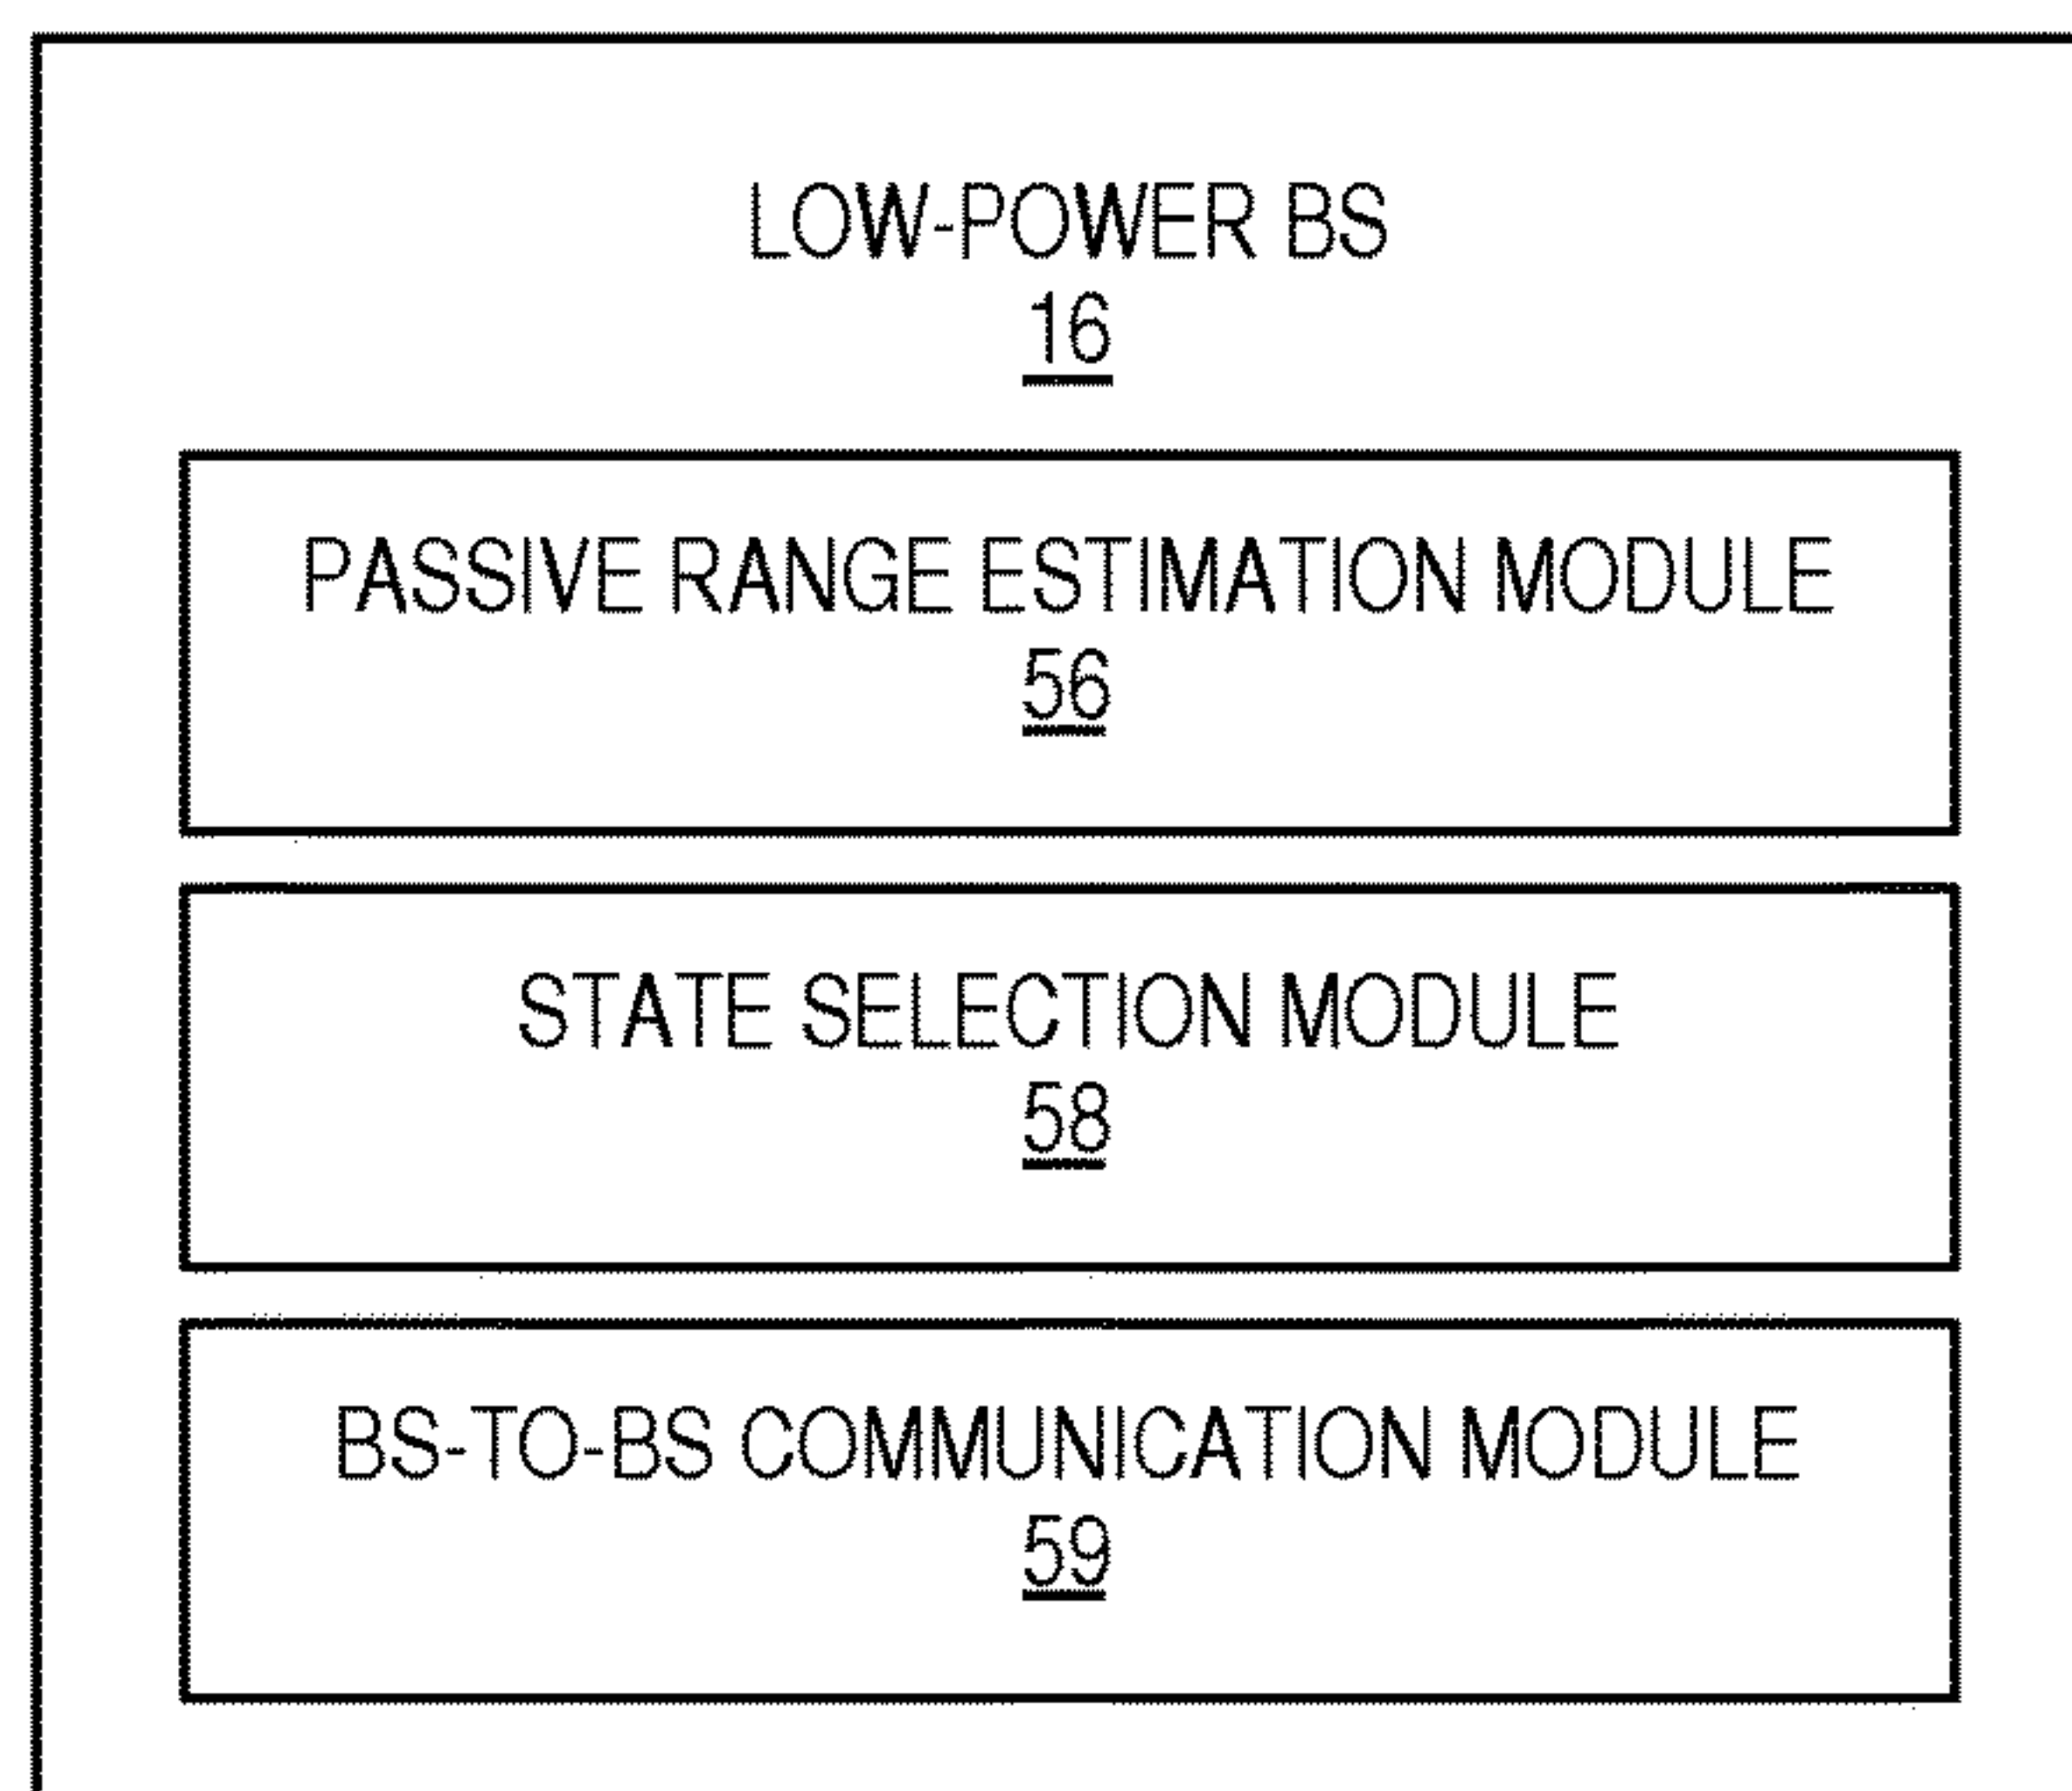 LOW-POWER BS
16
PASSIVE RANGE ESTIMATION MODULE
56
STATE SELECTION MODULE
58
BS-TO-BS COMMUNICATION MODULE
59